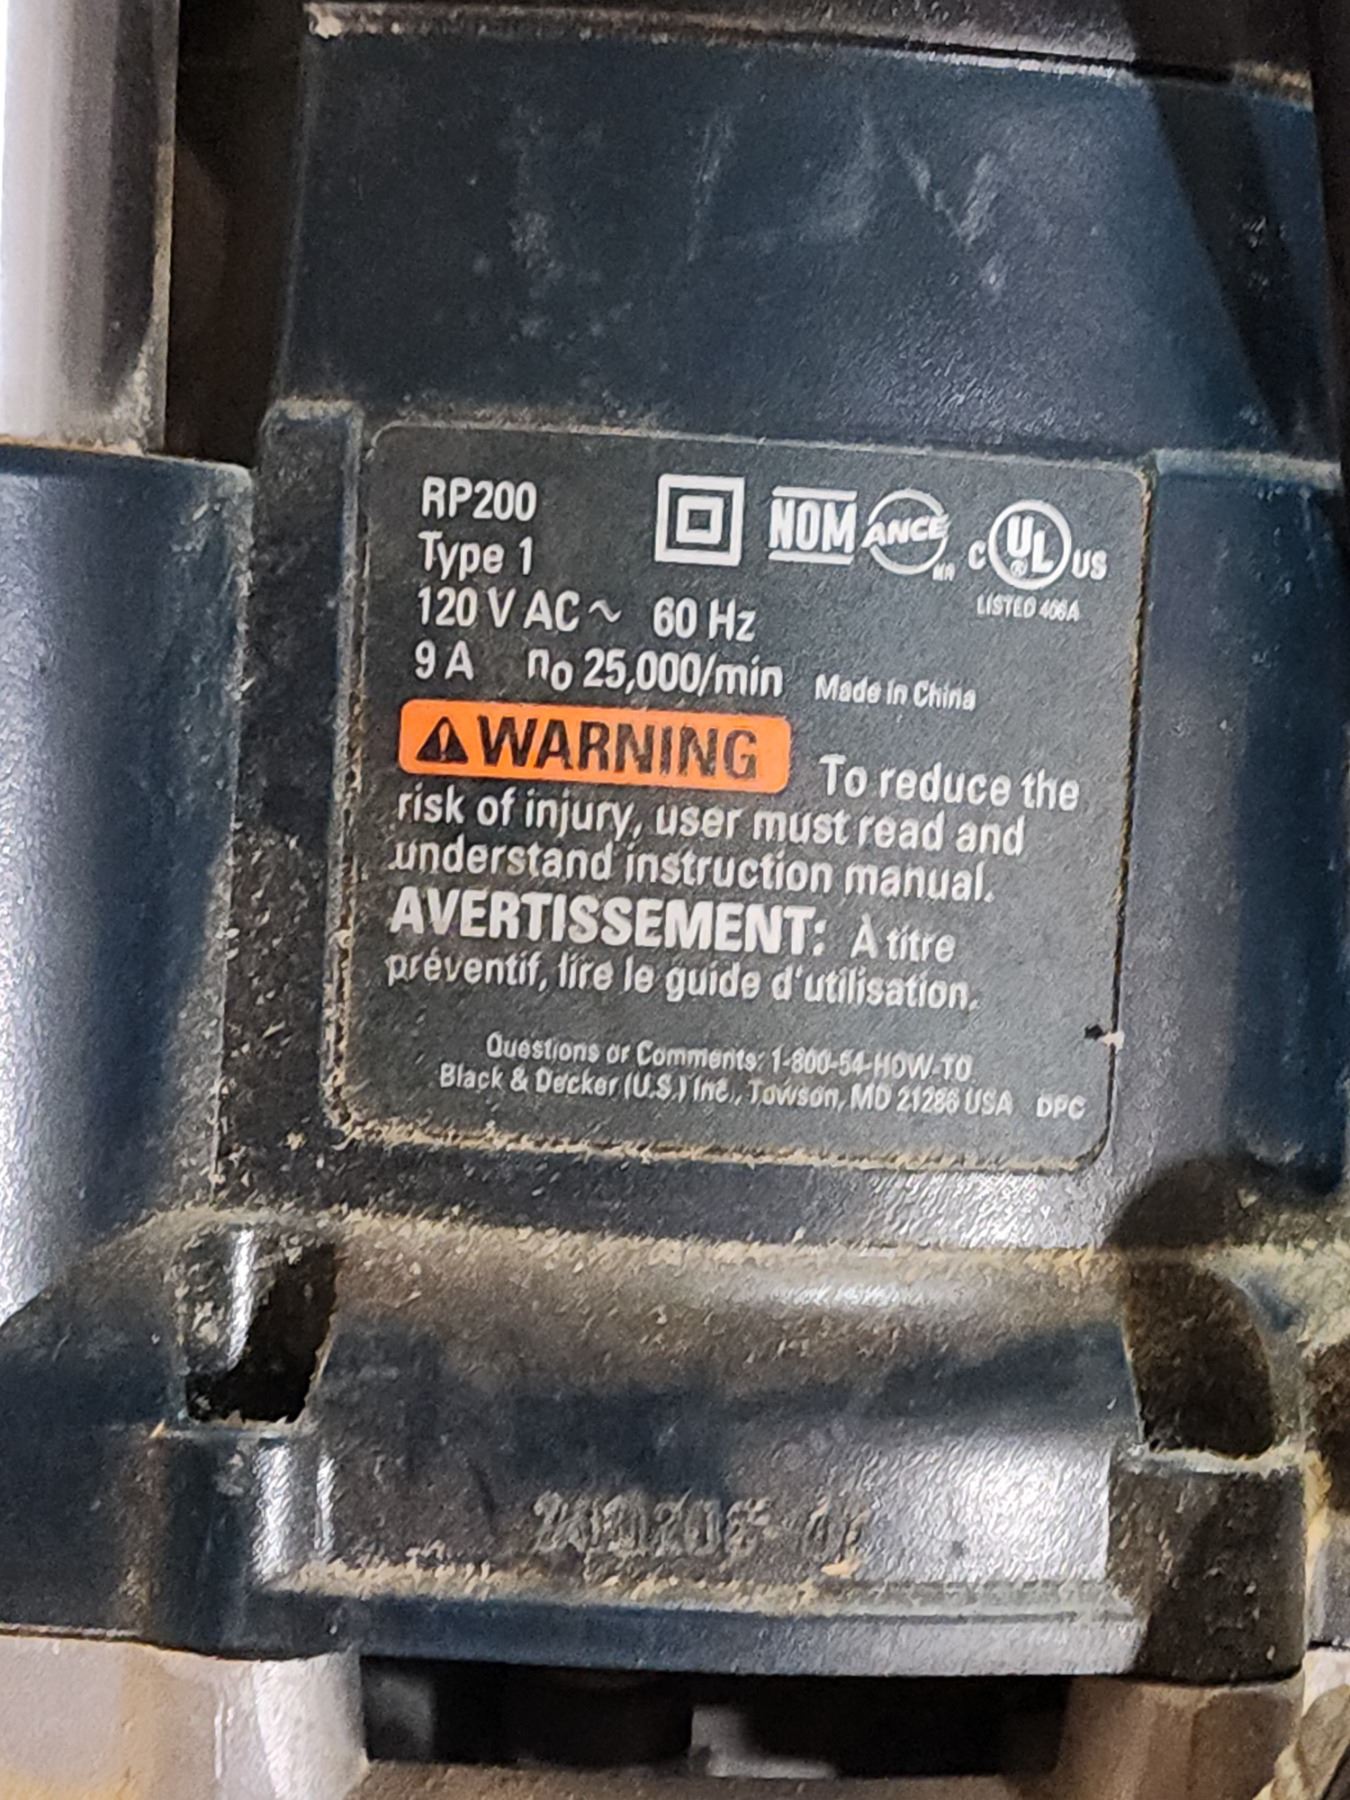 RP200
Type 1
120 V AC ~ 60 Hz
9 A no 25,000/min
NOM ANCE
C UL ® US
LISTED
Made in China
WARNING To reduce the
risk of injury, user must read and
understand instruction manual.
AVERTISSEMENT: À titre
préventif, lire le guide d'utilisation.
Questions or Comments: 1-800-54-HOW-TO
Black & Decker (U.S.) Inc., Towson, MD 21286 USA DPC